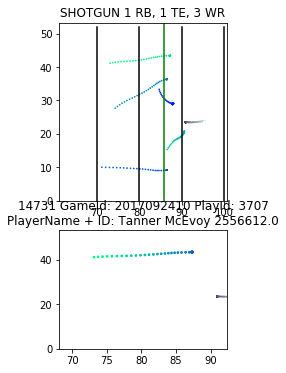 SHOTGUN 1 RB, 1 TE, 3 WR
50
40
30
20
10
0
70 80 90 100
14731 GameId: 2017092410 PlayId: 3707
PlayerName + ID: Tanner McEvoy 2556612.0
40
20
0
70 75 80 85 90